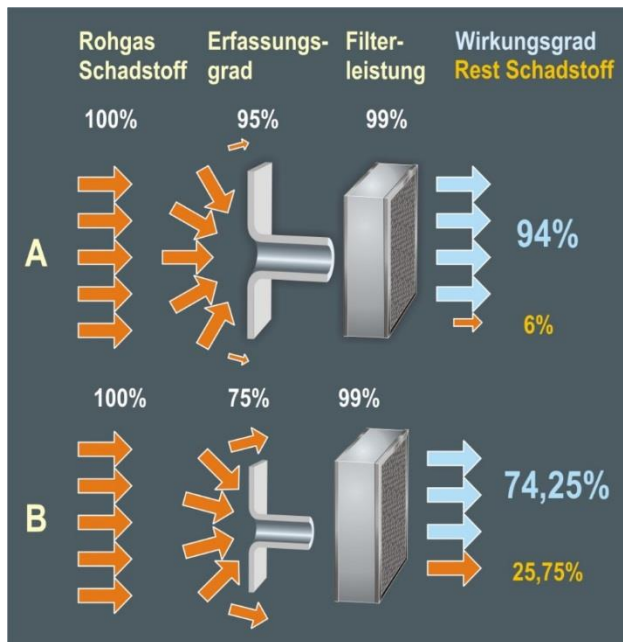 Rohgas Schadstoff
Erfassungs-
grad
Filter-
leistung
Wirkungsgrad
Rest Schadstoff
100%
95%
99%
A
94%
6%
100%
75%
99%
B
74,25%
25,75%